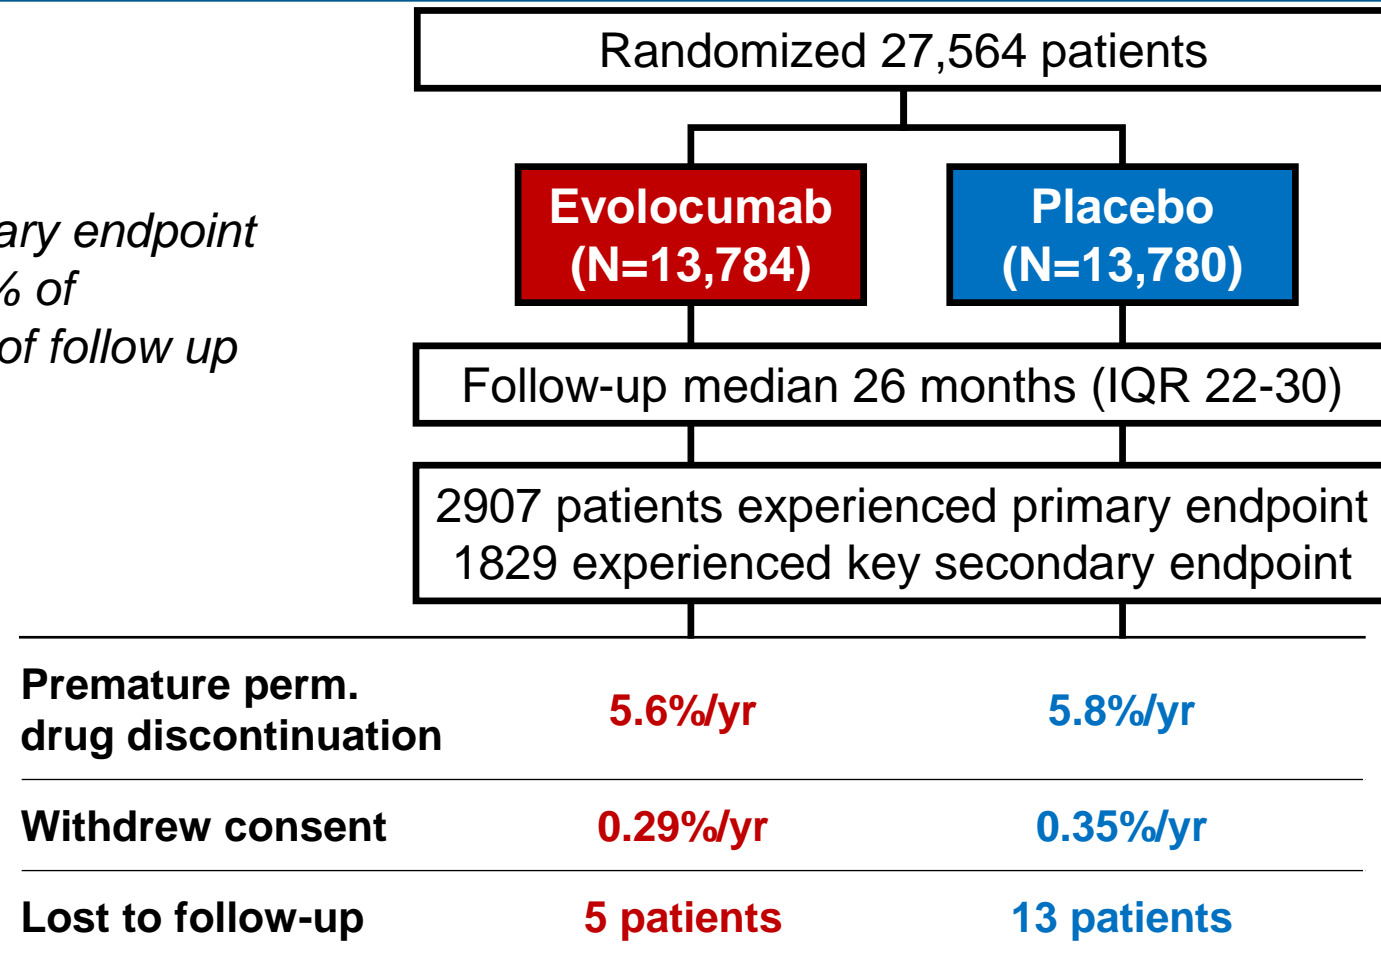 Randomized 27,564 patients
Evolocumab
(N=13,784)
Placebo
(N=13,780)
ary endpoint
% of
of follow up
Follow-up median 26 months (IQR 22-30)
2907 patients experienced primary endpoint
1829 experienced key secondary endpoint
Premature perm.
drug discontinuation
5.6%/yr
5.8%/yr
Withdrew consent
0.29%/yr
0.35%/yr
Lost to follow-up
5 patients
13 patients